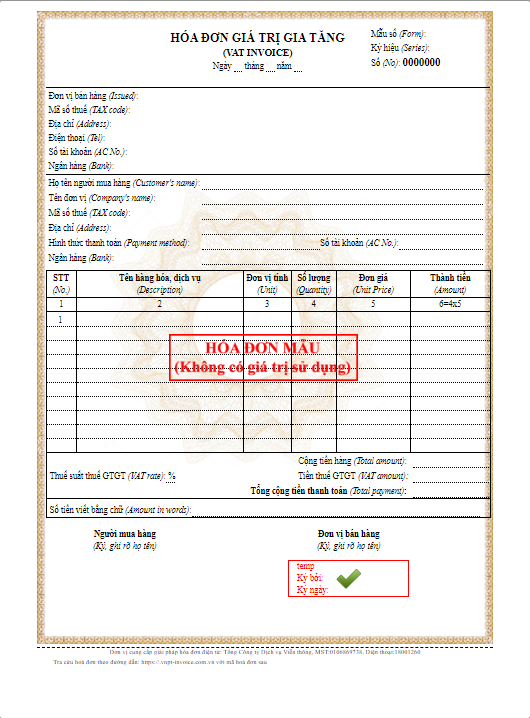 HÓA ĐƠN GIÁ TRỊ GIA TĂNG
(VAT INVOICE)
Ngày tháng năm
Mẫu số (Form):
Ký hiệu (Series):
Số (No): 0000000
Đơn vị bán hàng (Issued):
Mã số thuế (TAX code):
Địa chỉ (Address):
Điện thoại (Tel):
Số tài khoản (AC No.):
Ngân hàng (Bank):
Họ tên người mua hàng (Customer's name):
Tên đơn vị (Company's name):
Mã số thuế (TAX code):
Địa chỉ (Address):
Hình thức thanh toán (Payment method): Số tài khoản (AC No.):
Ngân hàng (Bank):
STT Tên hàng hóa, dịch vụ Đơn vị tính Số lượng Đơn giá Thành tiền
(No.) (Description) (Unit) (Quantity) (Unit Price) (Amount)
1 2 3 4 5 6=4x5
1
HÓA ĐƠN MẪU
(Không có giá trị sử dụng)
Cộng tiền hàng (Total amount):
Thuế suất thuế GTGT (VAT rate): % Tiền thuế GTGT (VAT amount):
Tổng cộng tiền thanh toán (Total payment):
Số tiền viết bằng chữ (Amount in words):
Người mua hàng Đơn vị bán hàng
(Ký, ghi rõ họ tên) (Ký, ghi rõ họ tên)
temp
Ký bởi:
Ký ngày:
Đơn vị cung cấp giải pháp hóa đơn điện tử: Tổng Công ty Dịch vụ Viễn thông, MST:0106869738, Điện thoại:18001260
Tra cứu hoá đơn theo đường dẫn: https://.vnpt-invoice.com.vn với mã hoá đơn sau